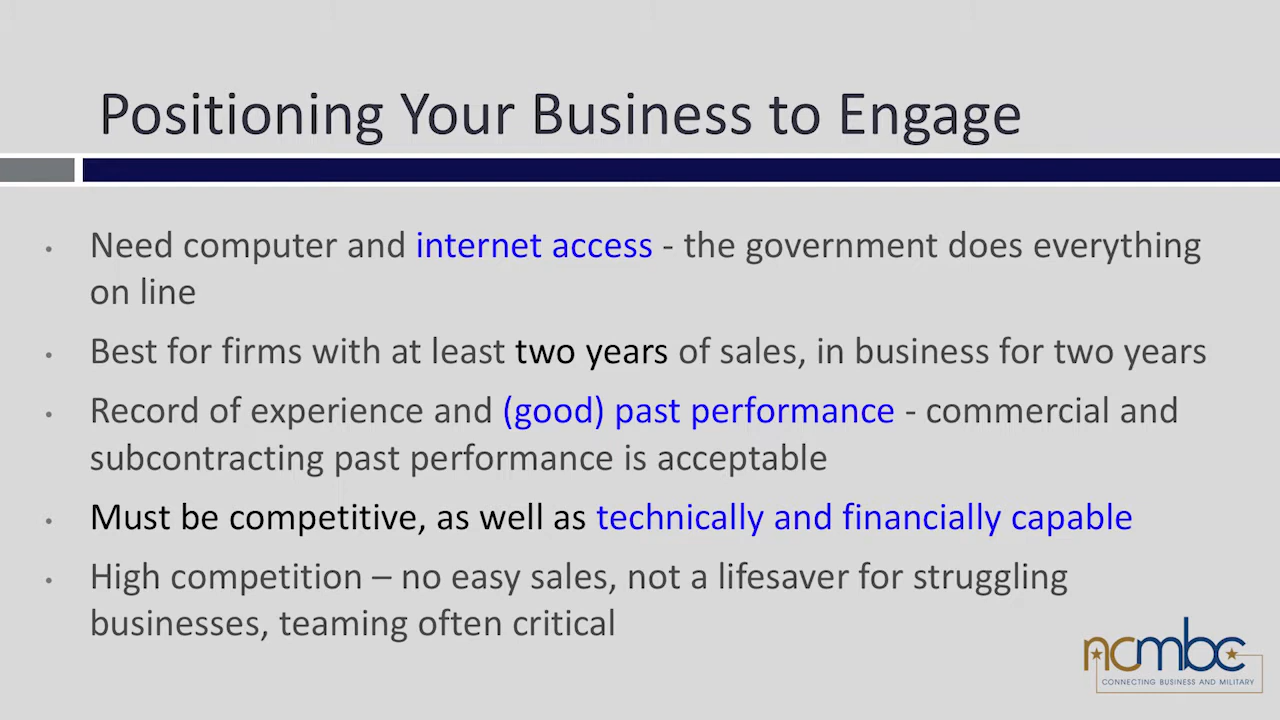 Positioning Your Business to Engage
• Need computer and internet access - the government does everything
on line
• Best for firms with at least two years of sales, in business for two years
• Record of experience and (good) past performance - commercial and
subcontracting past performance is acceptable
• Must be competitive, as well as technically and financially capable
• High competition – no easy sales, not a lifesaver for struggling
businesses, teaming often critical
ncmbc
CONNECTING BUSINESS AND MILITARY